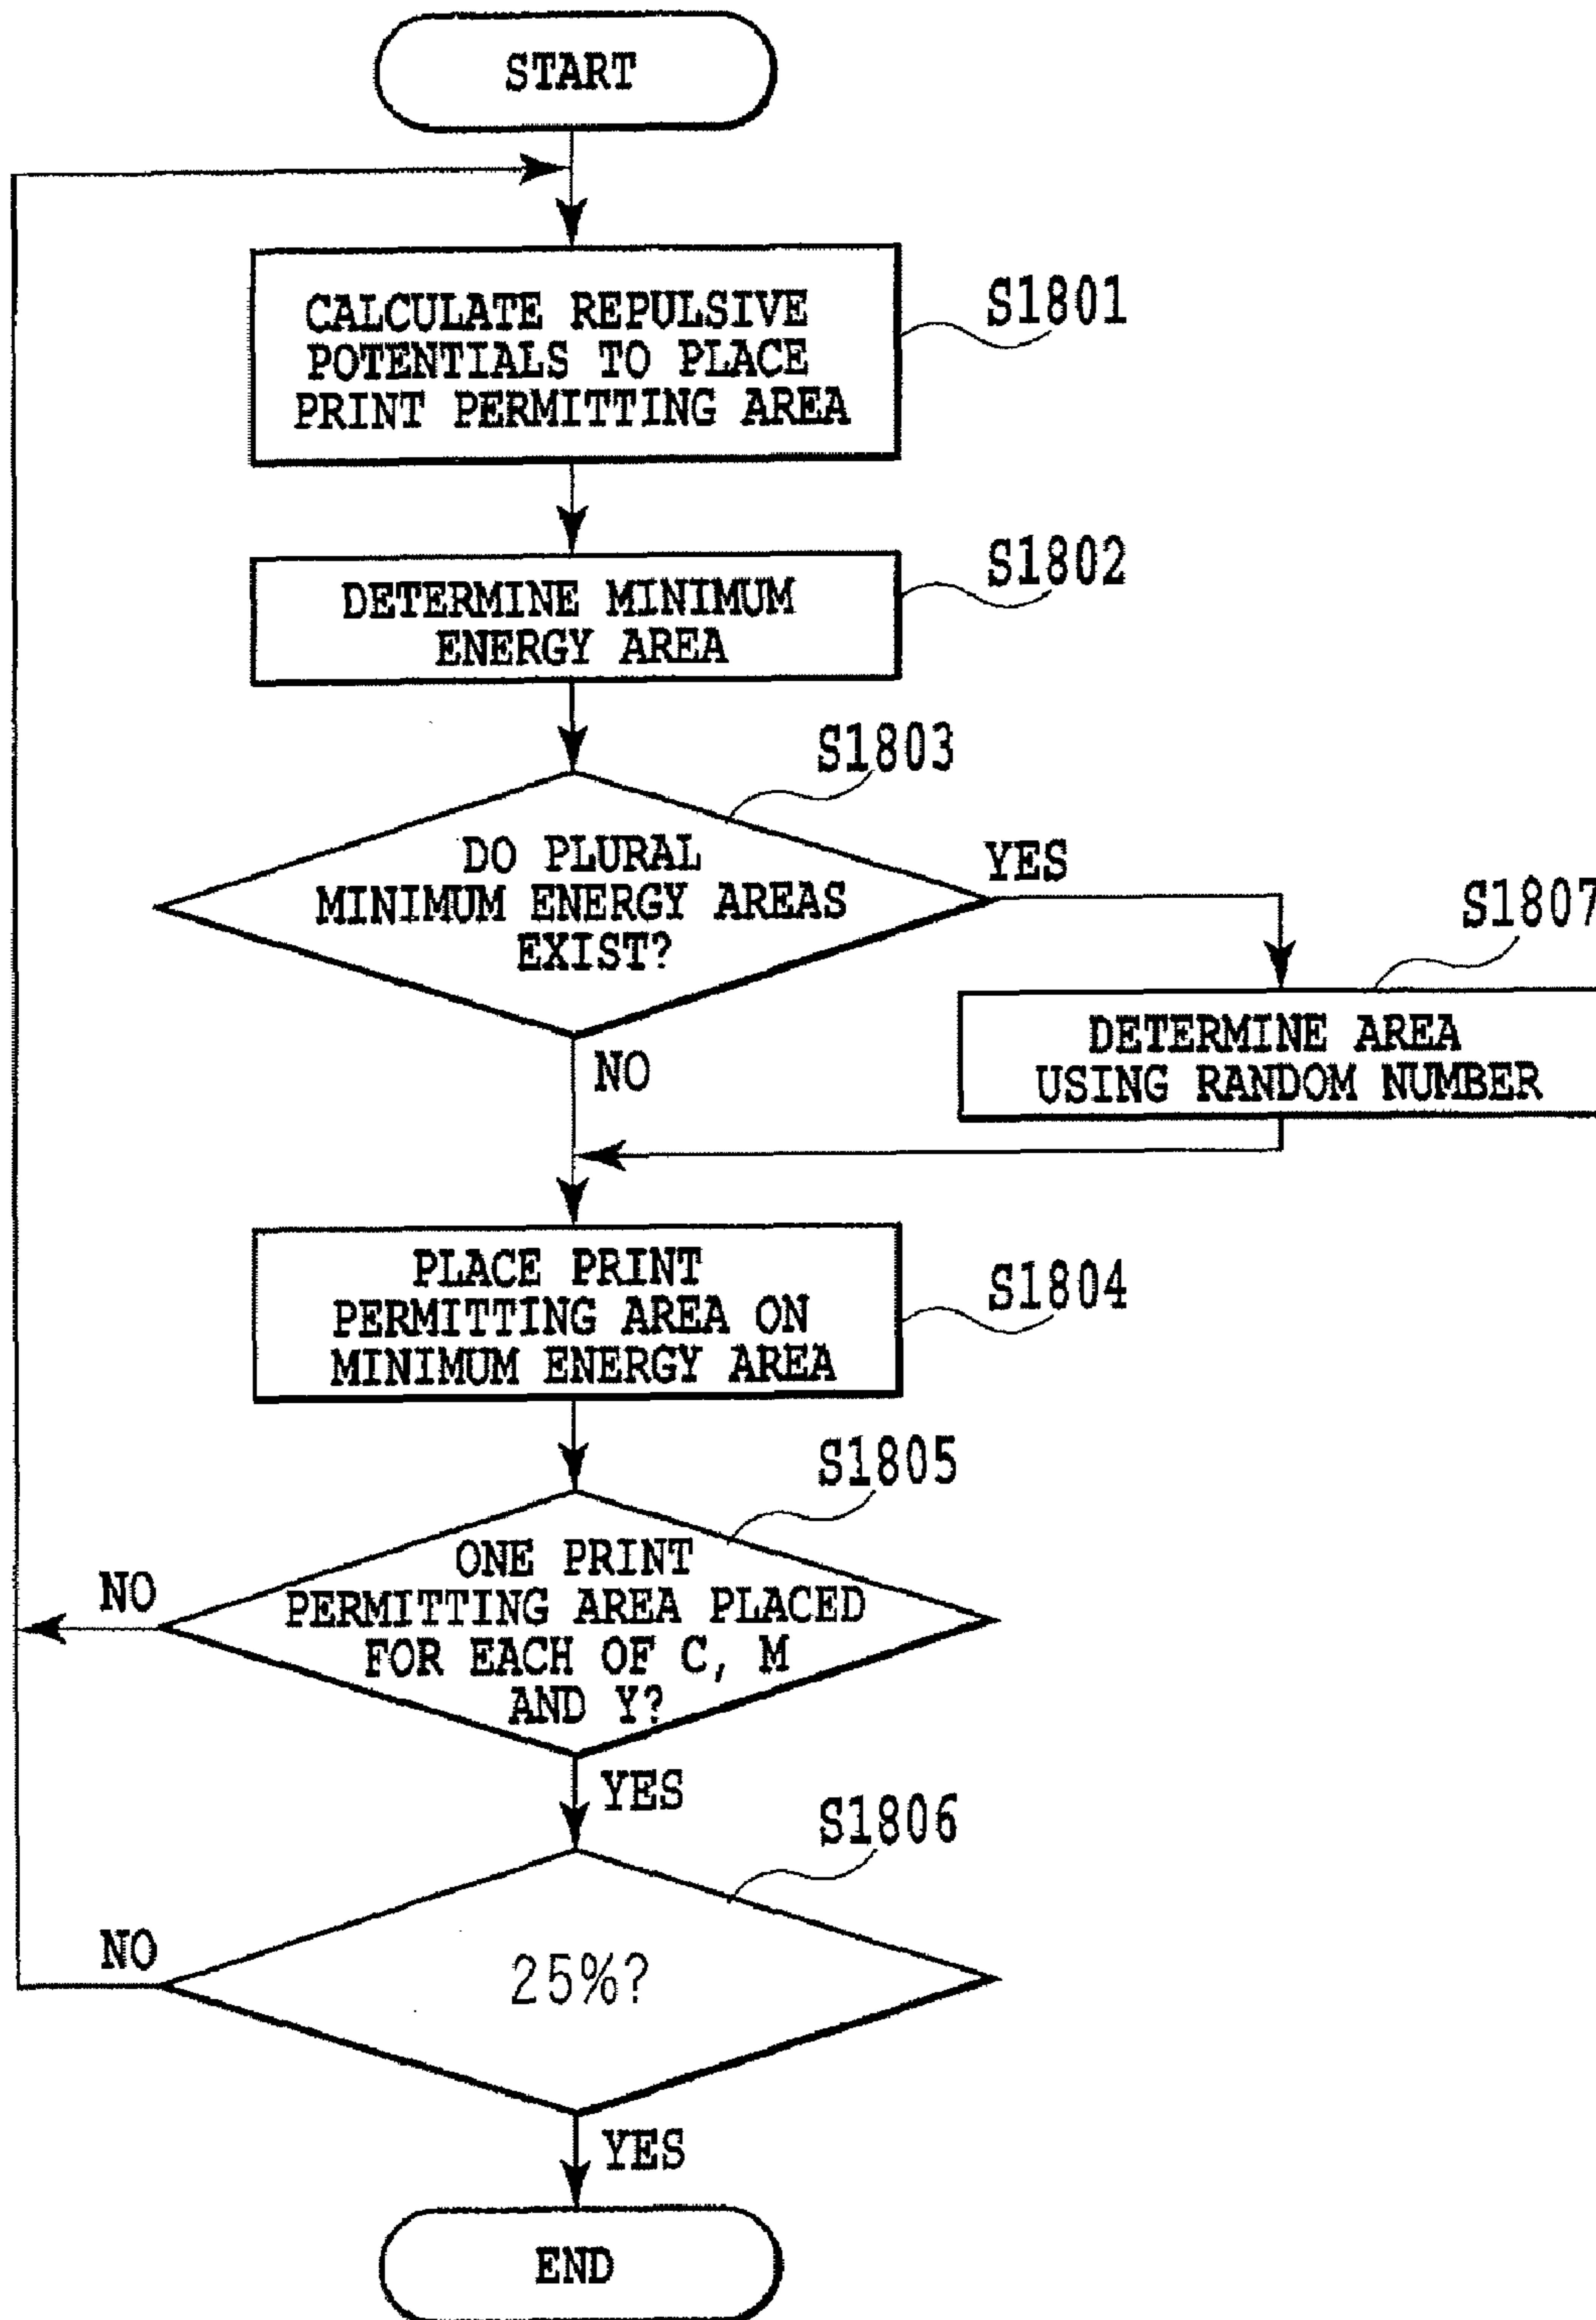 START
CALCULATE REPULSIVE
POTENTIALS TO PLACE
PRINT PERMITTING AREA
S1801
DETERMINE MINIMUM
ENERGY AREA
S1802
S1803
DO PLURAL
MINIMUM ENERGY AREAS
EXIST?
YES
NO
S1807
DETERMINE AREA
USING RANDOM NUMBER
PLACE PRINT
PERMITTING AREA ON
MINIMUM ENERGY AREA
S1804
S1805
ONE PRINT
PERMITTING AREA PLACED
FOR EACH OF C, M
AND Y?
NO
YES
S1806
25%?
NO
YES
END